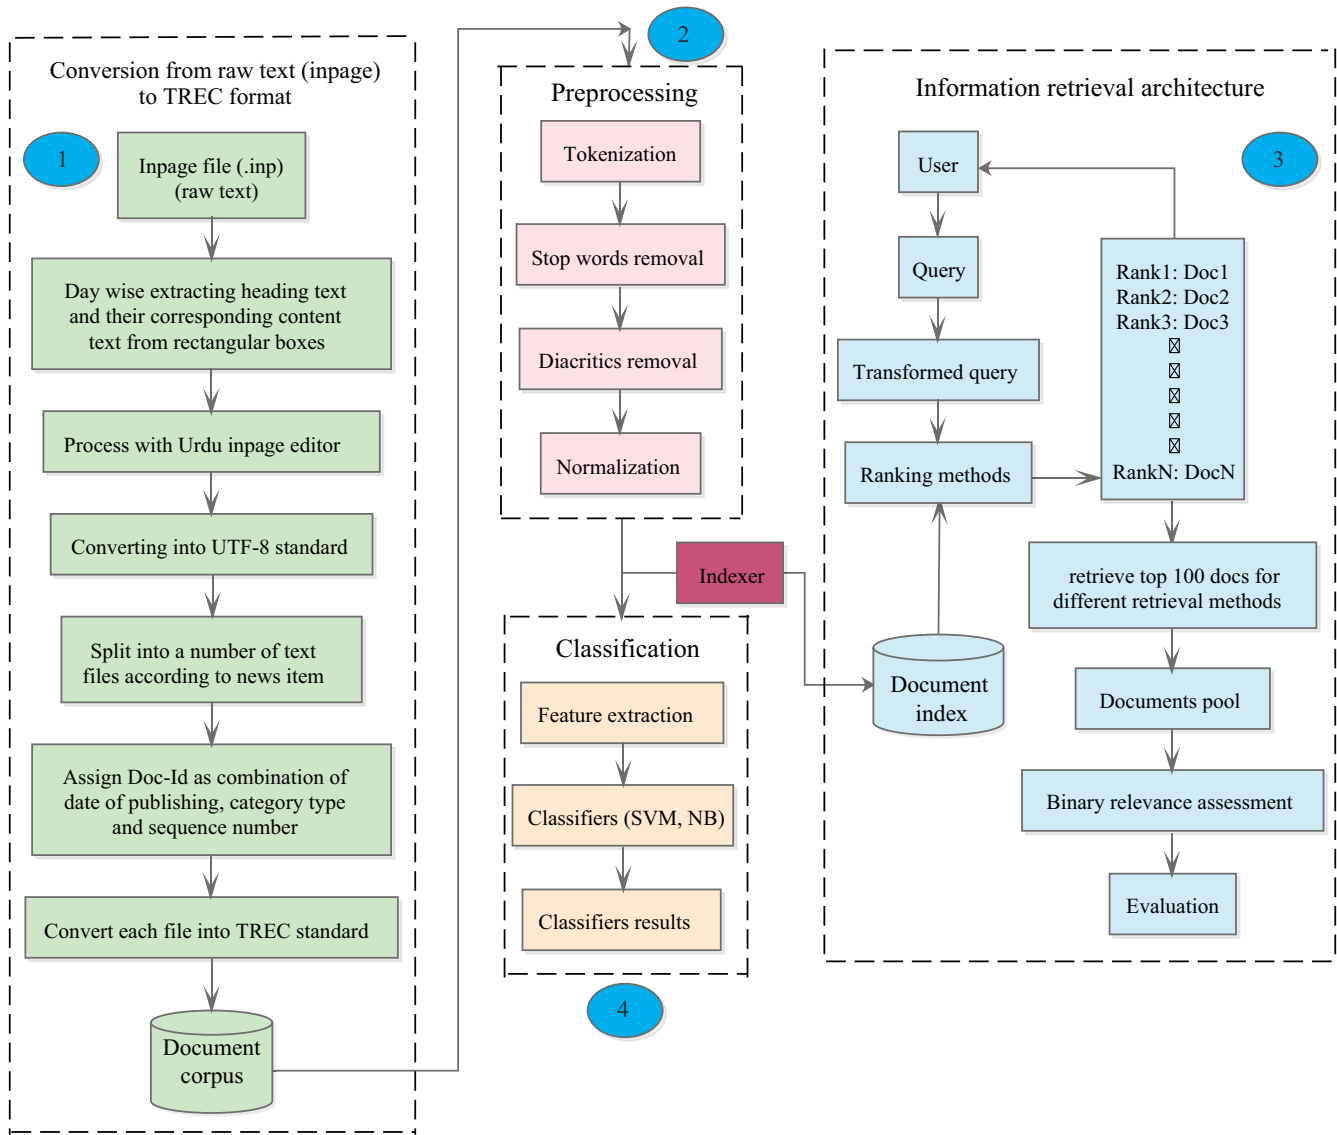 Conversion from raw text (inpage)
to TREC format
1
Inpage file (.inp)
(raw text)
Day wise extracting heading text
and their corresponding content
text from rectangular boxes
Process with Urdu inpage editor
Converting into UTF-8 standard
Split into a number of text
files according to news item
Assign Doc-Id as combination of
date of publishing, category type
and sequence number
Convert each file into TREC standard
Document
corpus
2
Preprocessing
Tokenization
Stop words removal
Diacritics removal
Normalization
Indexer
Classification
Feature extraction
Classifiers (SVM, NB)
Classifiers results
4
Information retrieval architecture
3
User
Query
Transformed query
Ranking methods
Document
index
Rank1: Doc1
Rank2: Doc2
Rank3: Doc3
RankN: DocN
retrieve top 100 docs for
different retrieval methods
Documents pool
Binary relevance assessment
Evaluation